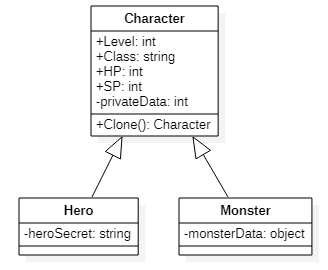 Character
+Level: int
+Class: string
+HP: int
+SP: int
-privateData: int
+Clone(): Character
Hero
-heroSecret: string
Monster
-monsterData: object